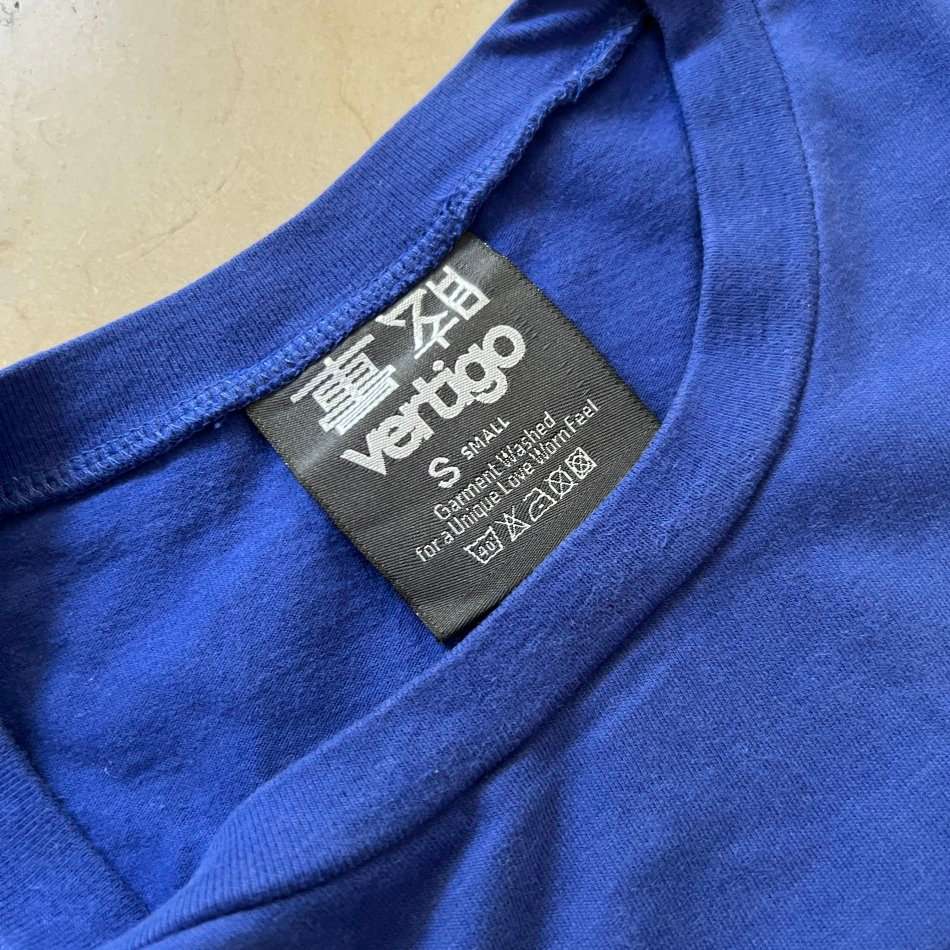 vertigo
S SMALL
Garment Washed
for a Unique Love Worn Feel
40°